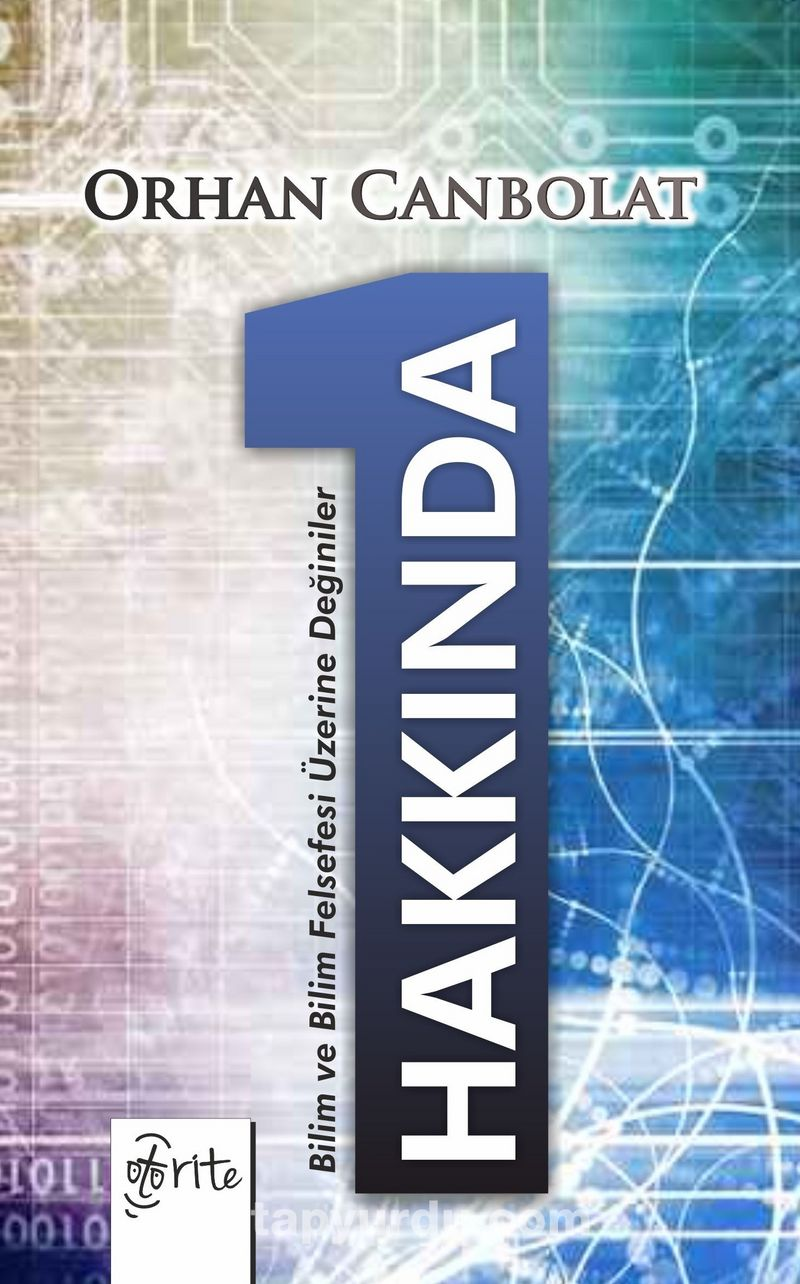 ORHAN CANBOLAT
1
HAKKINDA
Bilim ve Bilim Felsefesi Üzerine Değiniler
otorite